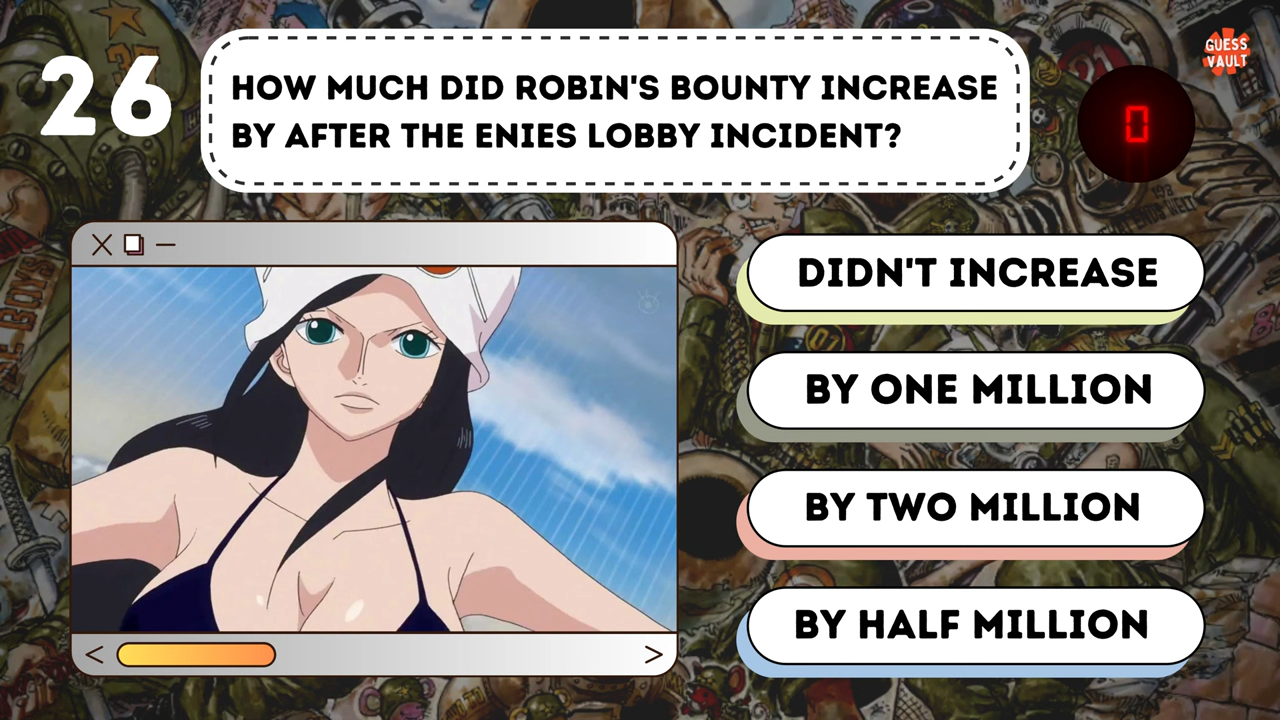 26
HOW MUCH DID ROBIN'S BOUNTY INCREASE
BY AFTER THE ENIES LOBBY INCIDENT?
GUESS
VAULT
0
DIDN'T INCREASE
BY ONE MILLION
BY TWO MILLION
BY HALF MILLION